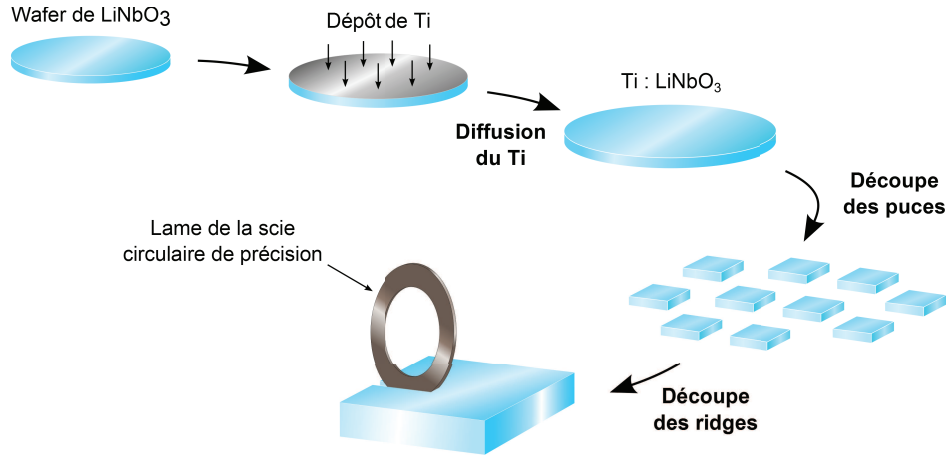 Wafer de LiNbO3
Dépôt de Ti
Ti : LiNbO₃
Diffusion
du Ti
Découpe
des puces
Lame de la scie
circulaire de précision
Découpe
des ridges